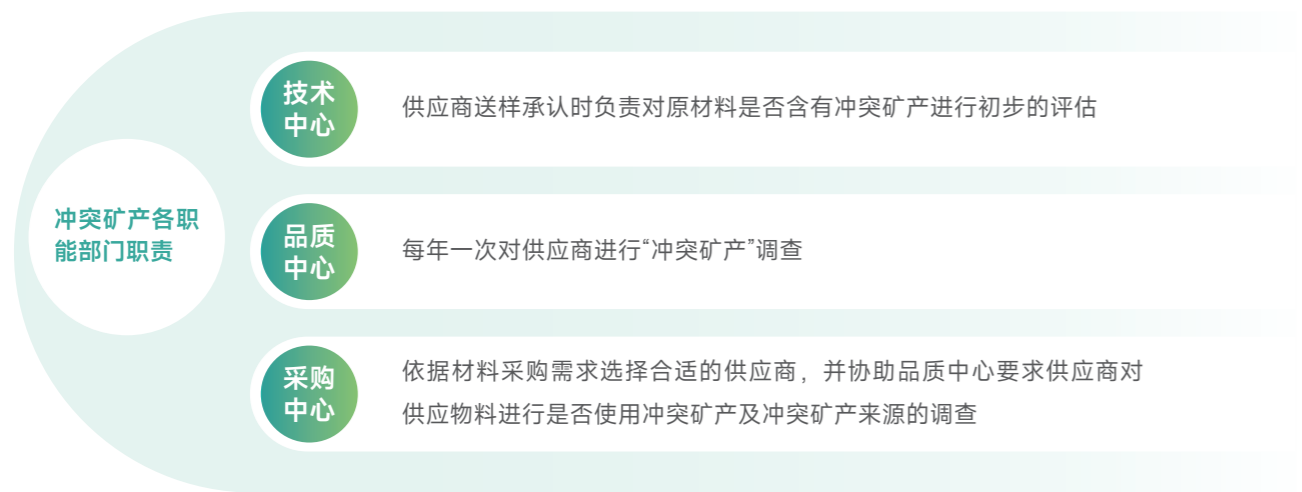 冲突矿产各职
能部门职责
技术
中心
供应商送样承认时负责对原材料是否含有冲突矿产进行初步的评估
品质
中心
每年一次对供应商进行“冲突矿产”调查
采购
中心
依据材料采购需求选择合适的供应商，并协助品质中心要求供应商对
供应物料进行是否使用冲突矿产及冲突矿产来源的调查